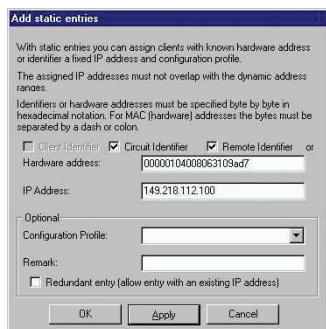 Add static entries
With static entries you can assign clients with known hardware address
or identifier a fixed IP address and configuration profile.
The assigned IP addresses must not overlap with the dynamic address
ranges.
Identifiers or hardware addresses must be specified byte by byte in
hexadecimal notation. For MAC (hardware) addresses the bytes must be
separated by a dash or colon.
Client Identifier Circuit Identifier Remote Identifier or
Hardware address: 00000104008063109ad7
IP Address: 149.218.112.100
Optional
Configuration Profile:
Remark:
Redundant entry (allow entry with an existing IP address)
OK Apply Cancel